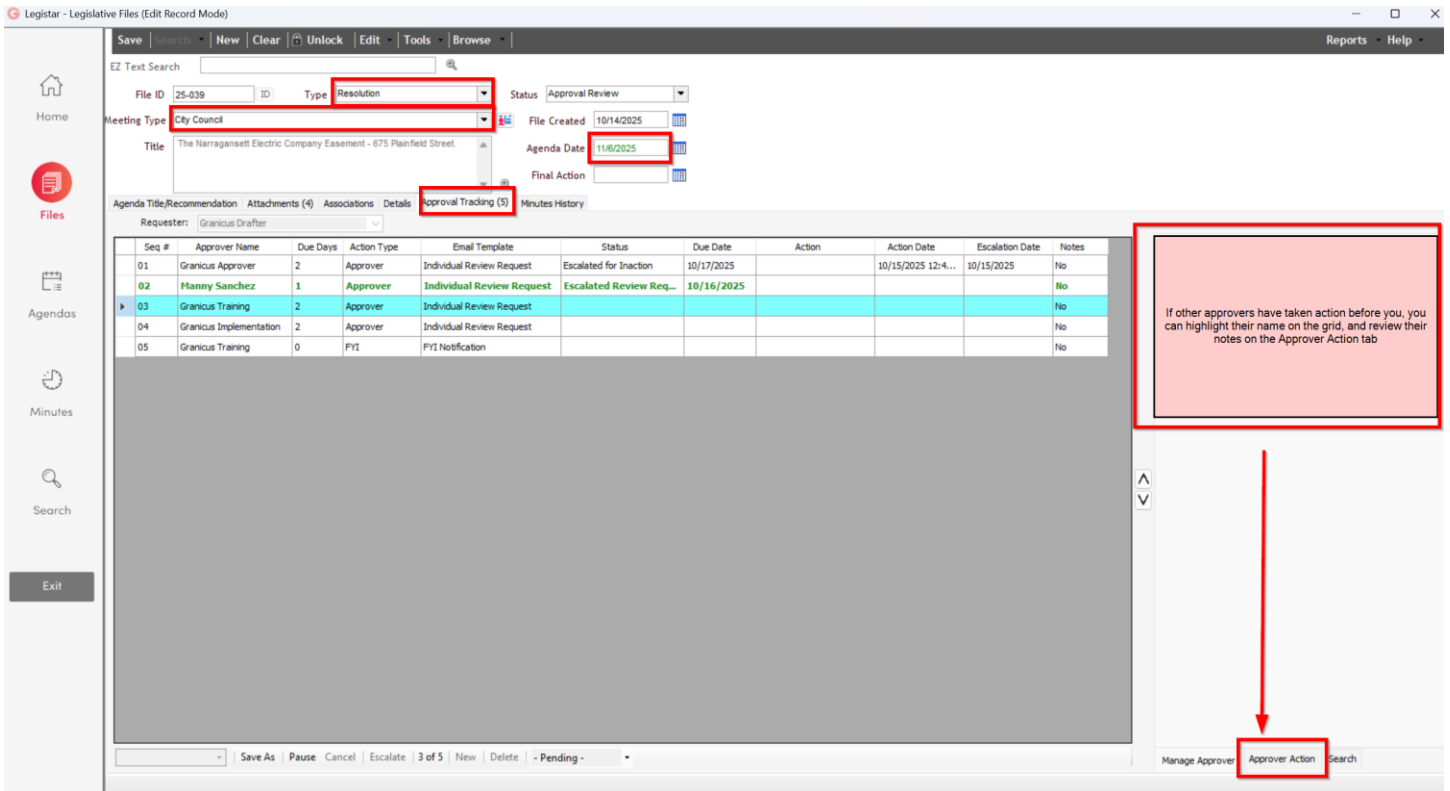 Legistar - Legislative Files (Edit Record Mode)
Save Search New Clear Unlock Edit Tools Browse Reports Help
EZ Text Search
File ID 25-039 ID Type Resolution Status Approval Review
Meeting Type City Council File Created 10/14/2025
Title The Narragansett Electric Company Easement - 675 Plainfield Street. Agenda Date 11/6/2025
Final Action
Agenda Title/Recommendation Attachments (4) Associations Details Approval Tracking (5) Minutes History
Requester: Granicus Drafter
Seq # Approver Name Due Days Action Type Email Template Status Due Date Action Action Date Escalation Date Notes
01 Granicus Approver 2 Approver Individual Review Request Escalated for Inaction 10/17/2025 10/15/2025 12:4... 10/15/2025 No
02 Manny Sanchez 1 Approver Individual Review Request Escalated Review Req... 10/16/2025 No
03 Granicus Training 2 Approver Individual Review Request No
04 Granicus Implementation 2 Approver Individual Review Request No
05 Granicus Training 0 FYI FYI Notification No
Home
Files
Agendas
Minutes
Search
Exit
If other approvers have taken action before you, you
can highlight their name on the grid, and review their
notes on the Approver Action tab
Save As Pause Cancel Escalate 3 of 5 New Delete - Pending -
Manage Approver Approver Action Search